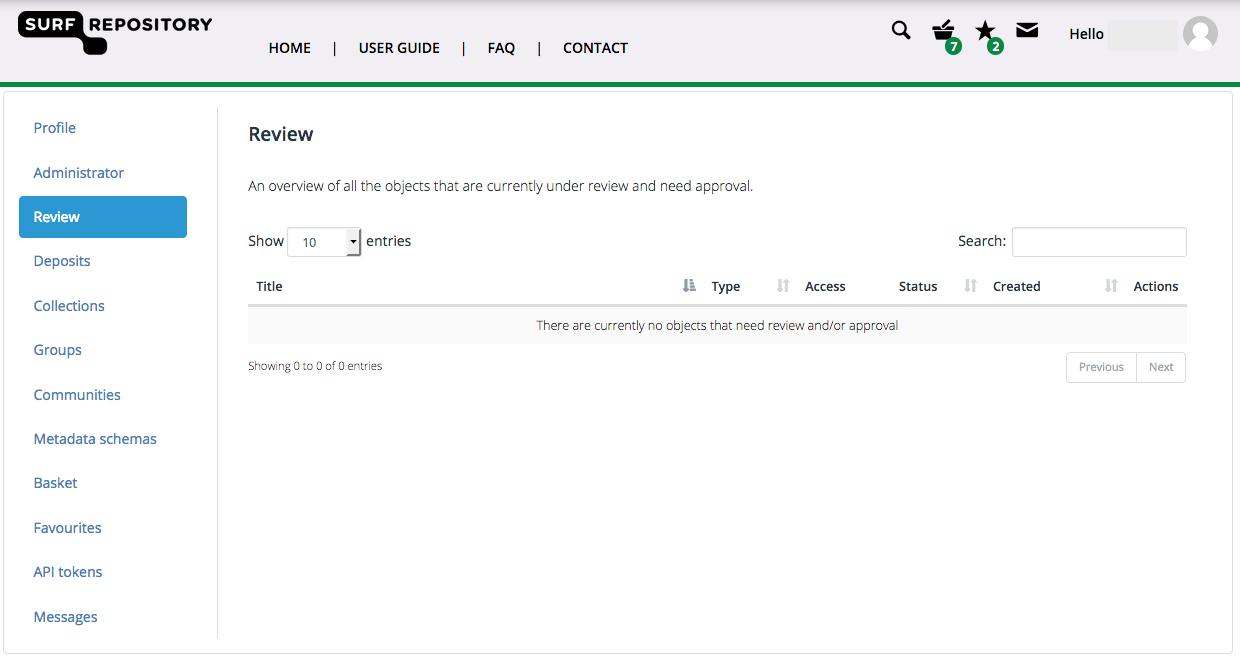 SURF REPOSITORY
HOME | USER GUIDE | FAQ | CONTACT
7
2
Hello
Profile
Administrator
Review
Deposits
Collections
Groups
Communities
Metadata schemas
Basket
Favourites
API tokens
Messages
Review
An overview of all the objects that are currently under review and need approval.
Show 10 entries
Search:
Title Type Access Status Created Actions
There are currently no objects that need review and/or approval
Showing 0 to 0 of 0 entries
Previous Next